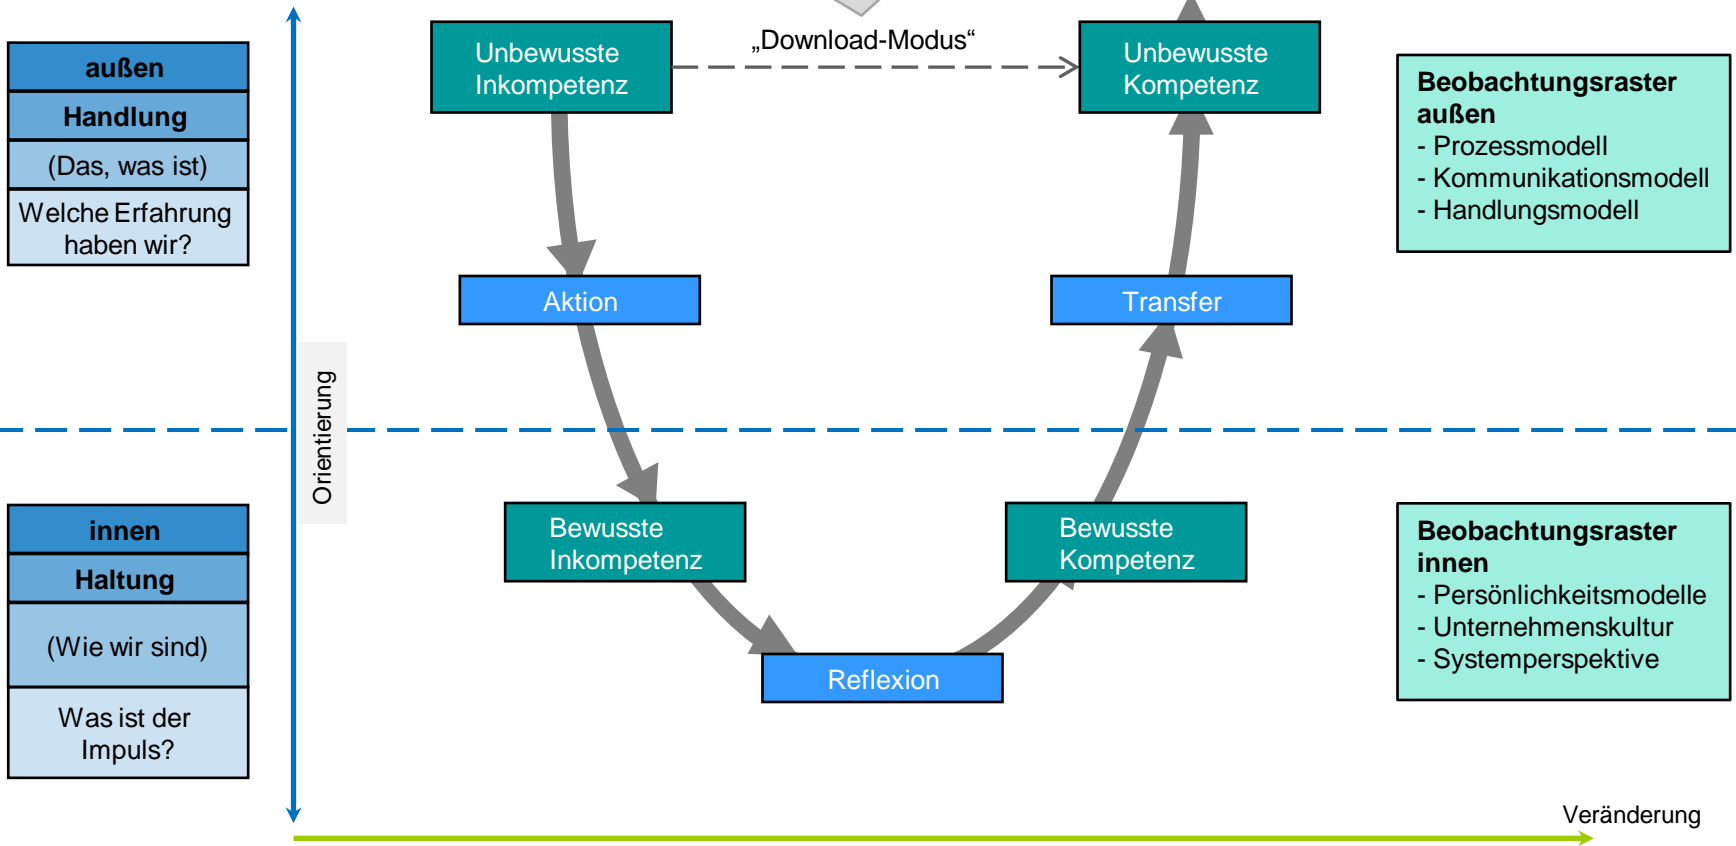 außen
Handlung
(Das, was ist)
Welche Erfahrung
haben wir?
innen
Haltung
(Wie wir sind)
Was ist der
Impuls?
Orientierung
Unbewusste
Inkompetenz
„Download-Modus“
Unbewusste
Kompetenz
Aktion
Transfer
Bewusste
Inkompetenz
Bewusste
Kompetenz
Reflexion
Beobachtungsraster
außen
- Prozessmodell
- Kommunikationsmodell
- Handlungsmodell
Beobachtungsraster
innen
- Persönlichkeitsmodelle
- Unternehmenskultur
- Systemperspektive
Veränderung